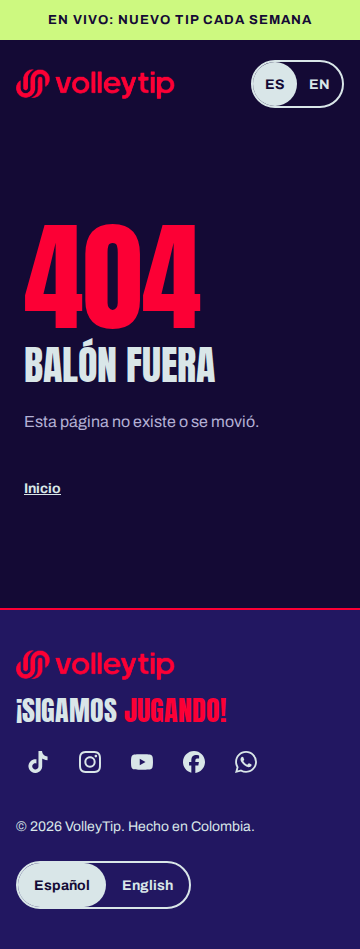 EN VIVO: NUEVO TIP CADA SEMANA
volleytip
ES EN
404
BALÓN FUERA
Esta página no existe o se movió.
Inicio
volleytip
¡SIGAMOS JUGANDO!
© 2026 VolleyTip. Hecho en Colombia.
Español English